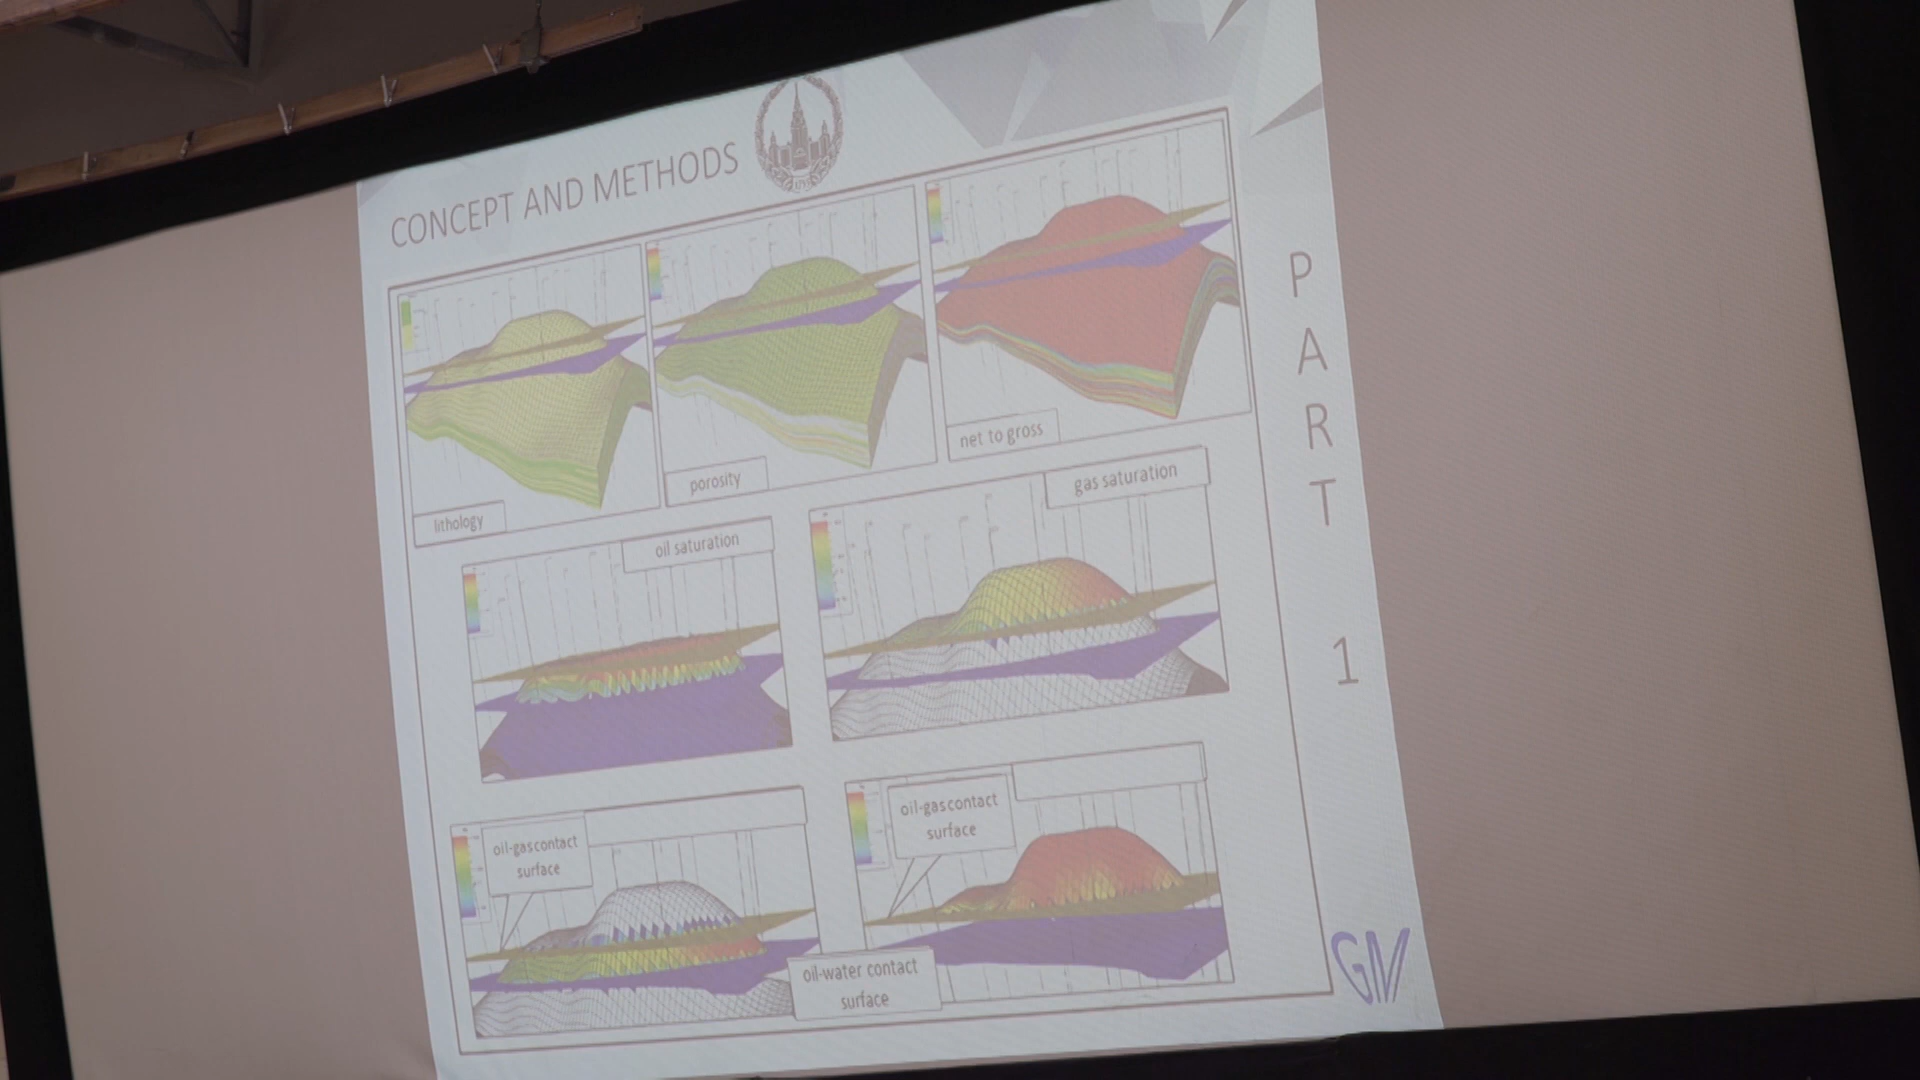 CONCEPT AND METHODS
lithology
porosity
net to gross
oil saturation
gas saturation
oil-gas contact
surface
oil-gas contact
surface
oil-water contact
surface
PART 1
GM